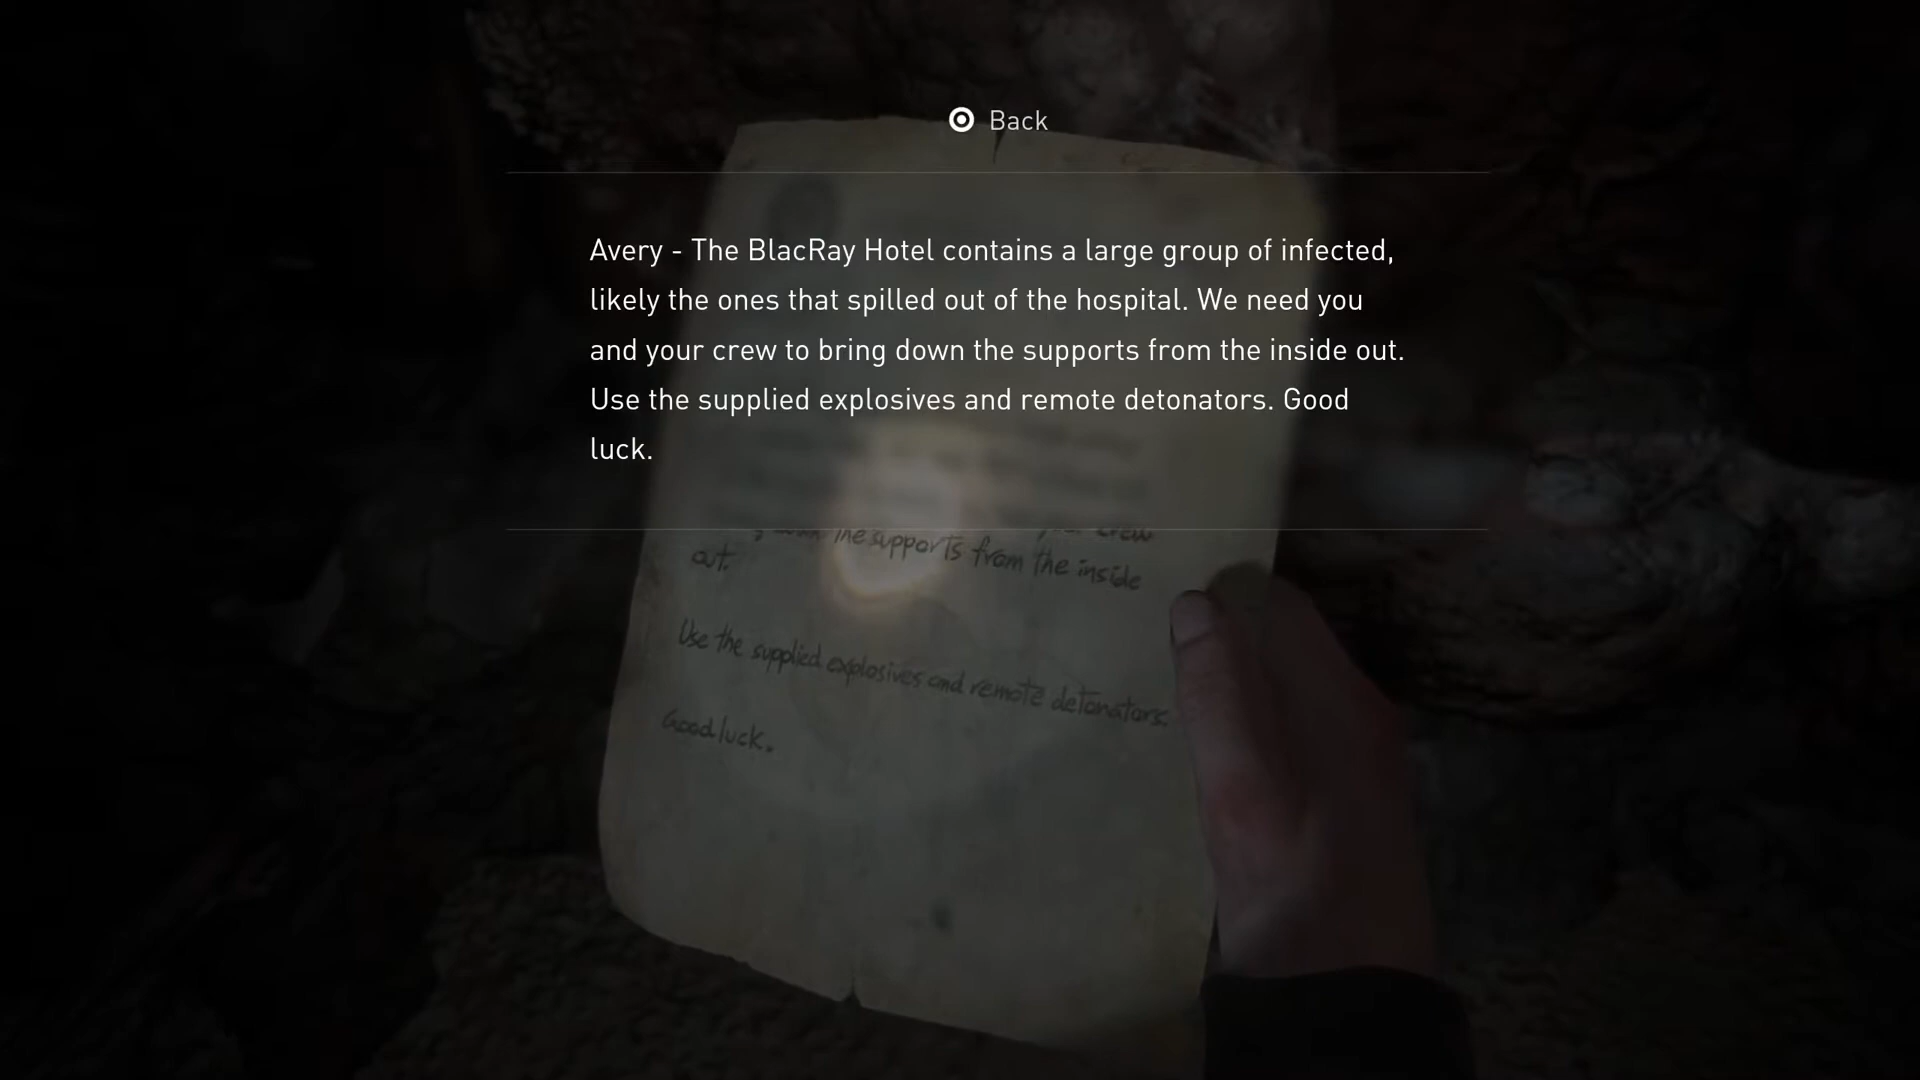 Back
Avery - The BlacRay Hotel contains a large group of infected,
likely the ones that spilled out of the hospital. We need you
and your crew to bring down the supports from the inside out.
Use the supplied explosives and remote detonators. Good
luck.
the supports from the inside
out.
Use the supplied explosives and remote detonators.
Good luck.